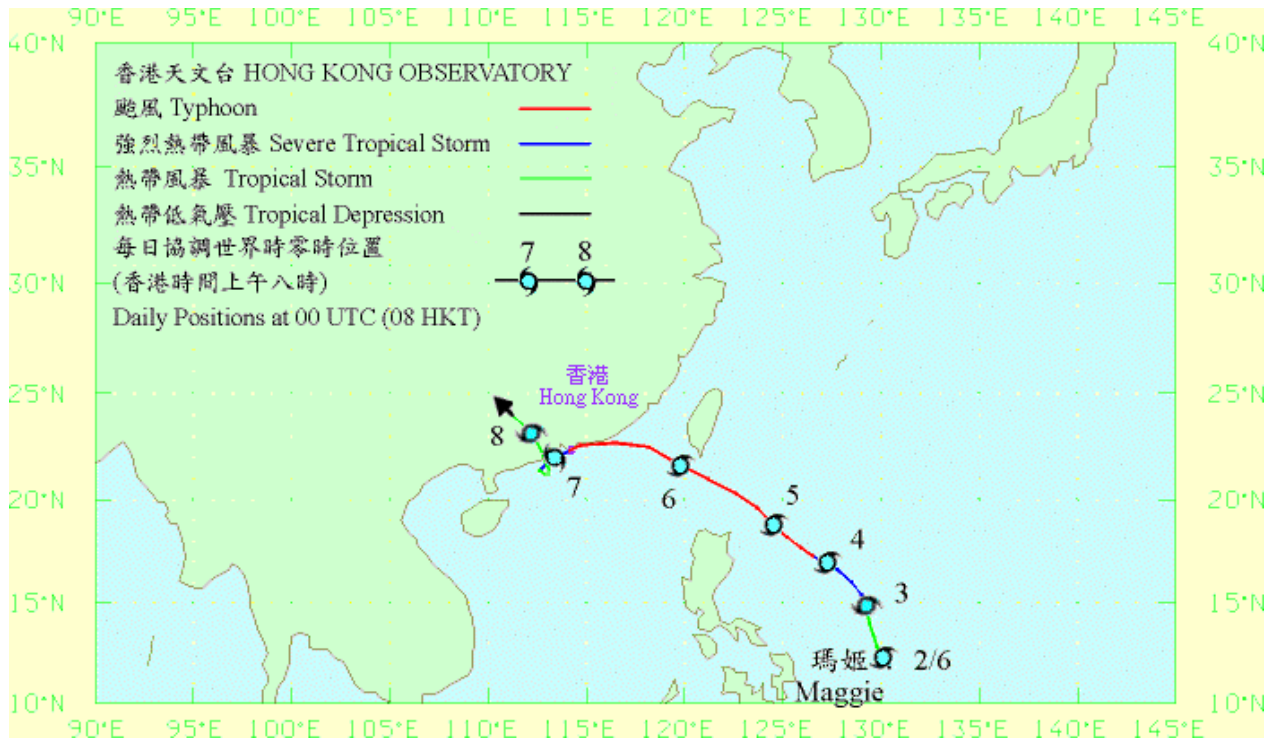 90°E 95°E 100°E 105°E 110°E 115°E 120°E 125°E 130°E 135°E 140°E 145°E
40°N 40°N
香港天文台 HONG KONG OBSERVATORY
颱風 Typhoon
強烈熱帶風暴 Severe Tropical Storm
35°N 35°N
熱帶風暴 Tropical Storm
熱帶低氣壓 Tropical Depression
每日協調世界時零時位置
7 8
30°N 30°N
(香港時間上午八時)
Daily Positions at 00 UTC (08 HKT)
香港
Hong Kong
25°N 25°N
8
7
6
5
20°N 20°N
4
3
15°N 15°N
瑪姬 2/6
Maggie
10°N 10°N
90°E 95°E 100°E 105°E 110°E 115°E 120°E 125°E 130°E 135°E 140°E 145°E